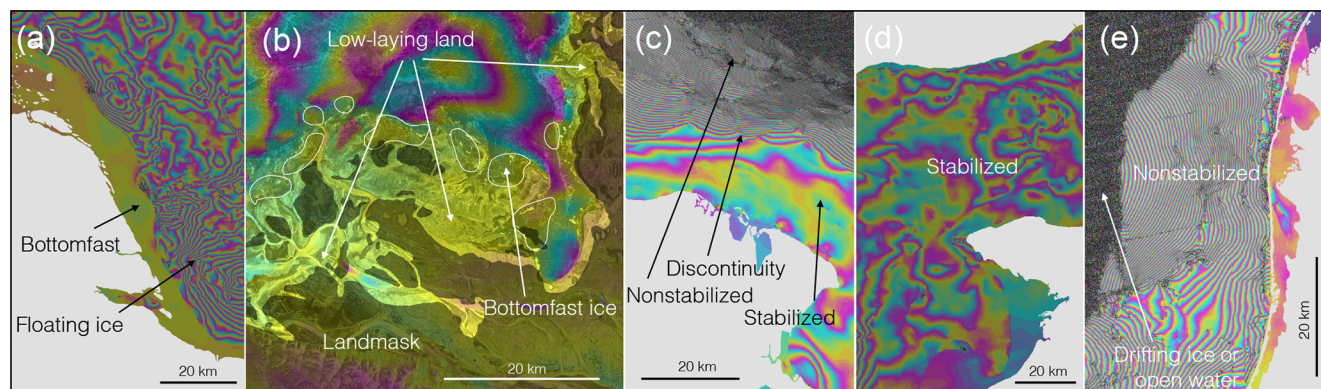 (a)
Bottomfast
Floating ice
20 km
(b)
Low-laying land
Bottomfast ice
Landmask
20 km
(c)
Discontinuity
Nonstabilized
Stabilized
20 km
(d)
Stabilized
20 km
(e)
Nonstabilized
Drifting ice or
open water
20 km